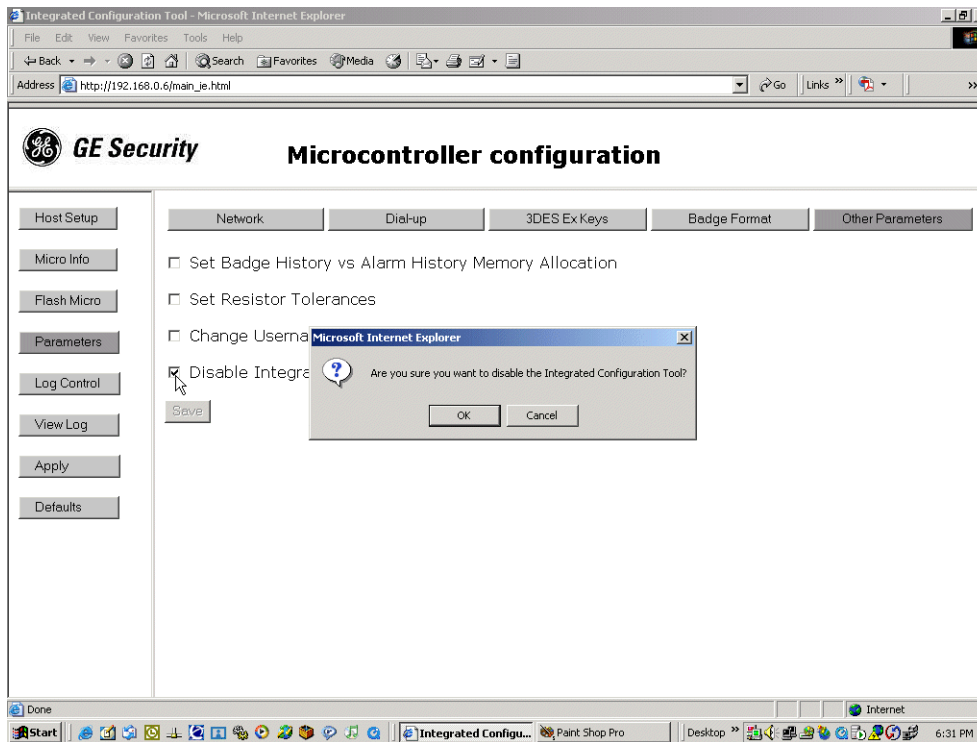 Integrated Configuration Tool - Microsoft Internet Explorer
File Edit View Favorites Tools Help
Back Search Favorites Media
Address http://192.168.0.6/main_ie.html Go Links »
GE Security
Microcontroller configuration
Host Setup
Micro Info
Flash Micro
Parameters
Log Control
View Log
Apply
Defaults
Network Dial-up 3DES Ex Keys Badge Format Other Parameters
Set Badge History vs Alarm History Memory Allocation
Set Resistor Tolerances
Change Userna
Disable Integra
Save
Microsoft Internet Explorer
Are you sure you want to disable the Integrated Configuration Tool?
OK Cancel
Done Internet
Start Integrated Configu... Paint Shop Pro Desktop » 6:31 PM